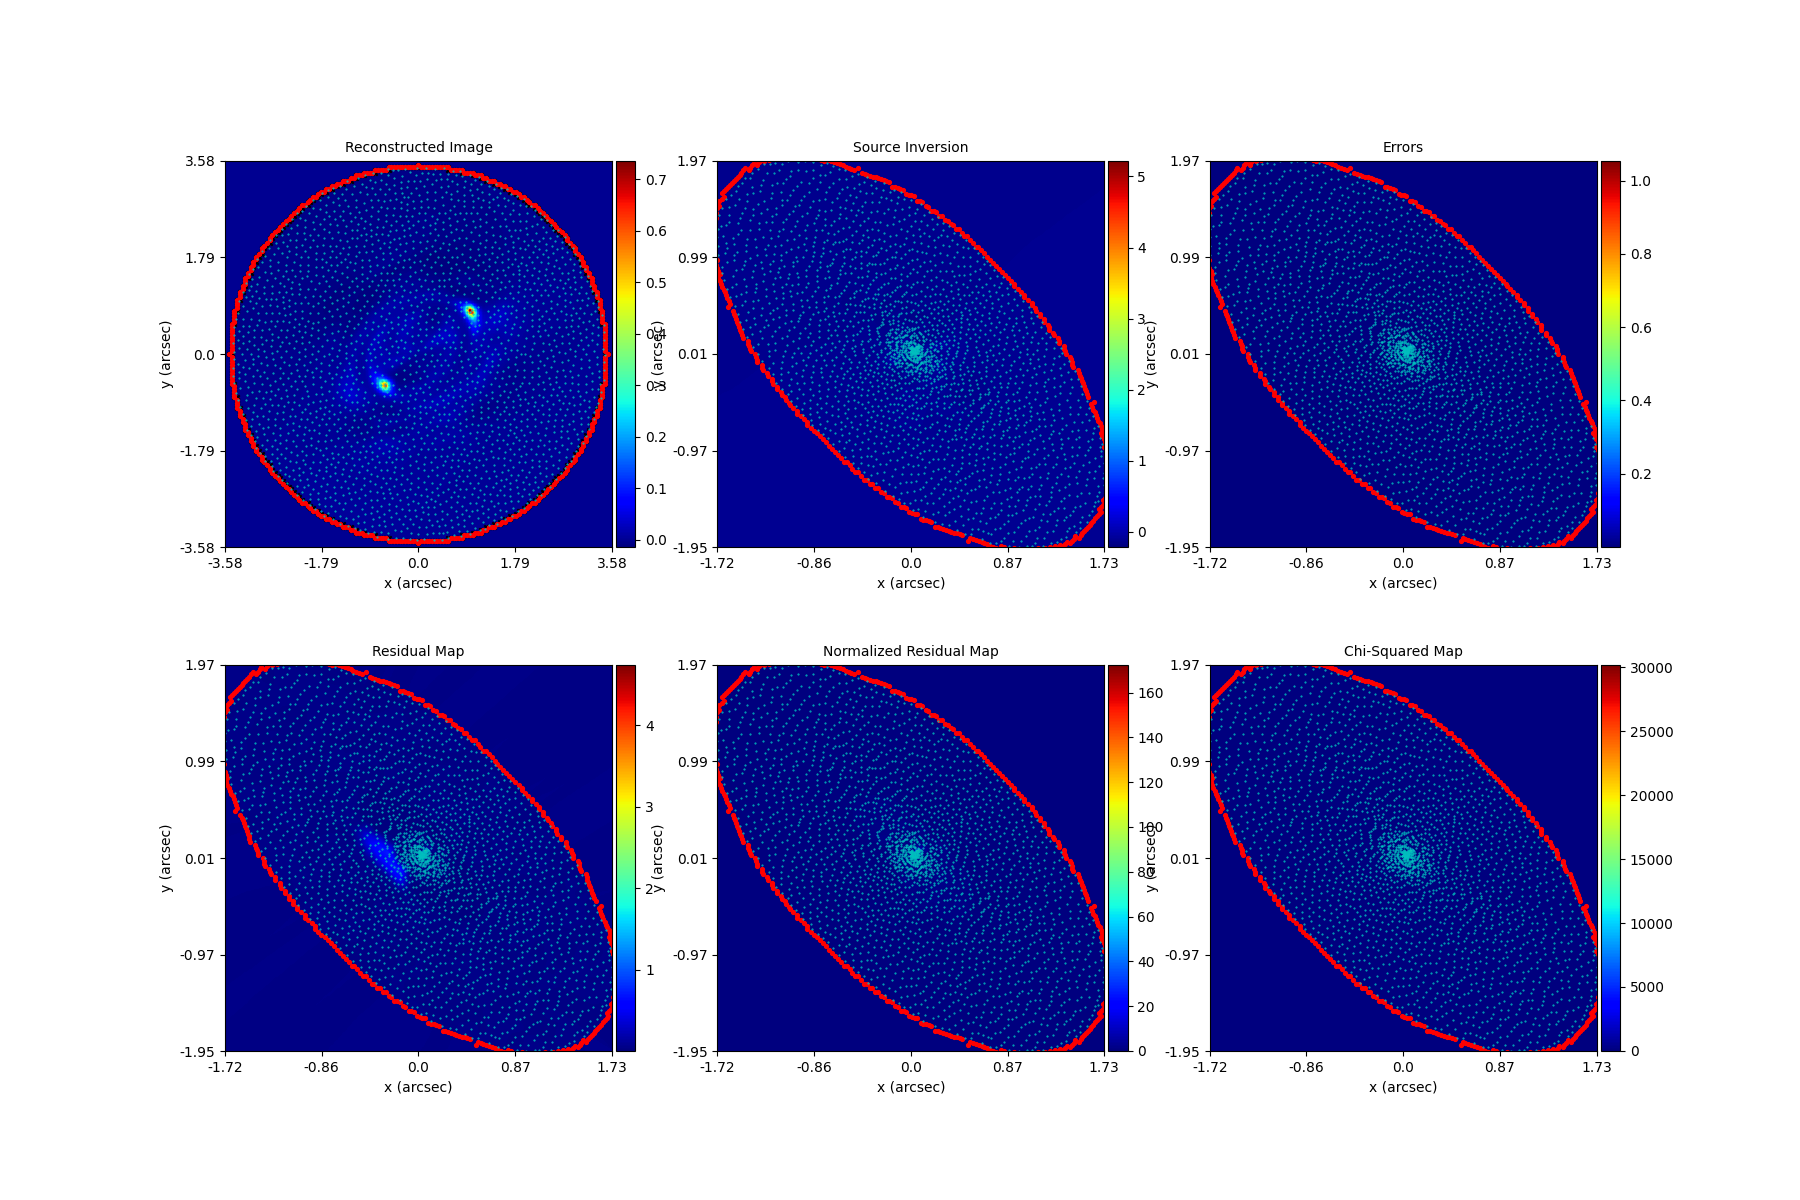 Reconstructed Image
3.58
1.79
0.0
-1.79
-3.58
y (arcsec)
-3.58 -1.79 0.0 1.79 3.58
x (arcsec)
0.7
0.6
0.5
0.4
0.3
0.2
0.1
0.0
Source Inversion
1.97
0.99
0.01
-0.97
-1.95
y (arcsec)
-1.72 -0.86 0.0 0.87 1.73
x (arcsec)
5
4
3
2
1
0
Errors
1.97
0.99
0.01
-0.97
-1.95
y (arcsec)
-1.72 -0.86 0.0 0.87 1.73
x (arcsec)
1.0
0.8
0.6
0.4
0.2
Residual Map
1.97
0.99
0.01
-0.97
-1.95
y (arcsec)
-1.72 -0.86 0.0 0.87 1.73
x (arcsec)
4
3
2
1
Normalized Residual Map
1.97
0.99
0.01
-0.97
-1.95
y (arcsec)
-1.72 -0.86 0.0 0.87 1.73
x (arcsec)
160
140
120
100
80
60
40
20
0
Chi-Squared Map
1.97
0.99
0.01
-0.97
-1.95
y (arcsec)
-1.72 -0.86 0.0 0.87 1.73
x (arcsec)
30000
25000
20000
15000
10000
5000
0